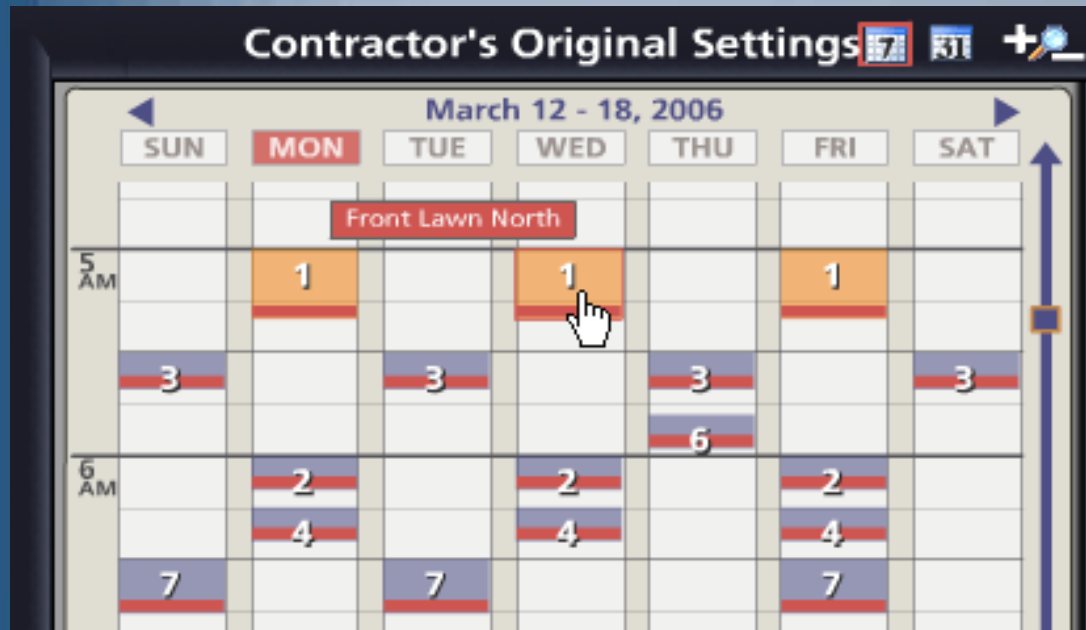 Contractor's Original Settings 7 31
March 12 - 18, 2006
SUN MON TUE WED THU FRI SAT
Front Lawn North
5 AM
1 1 1
3 3 3 3
6
6 AM
2 2 2
4 4 4
7 7 7